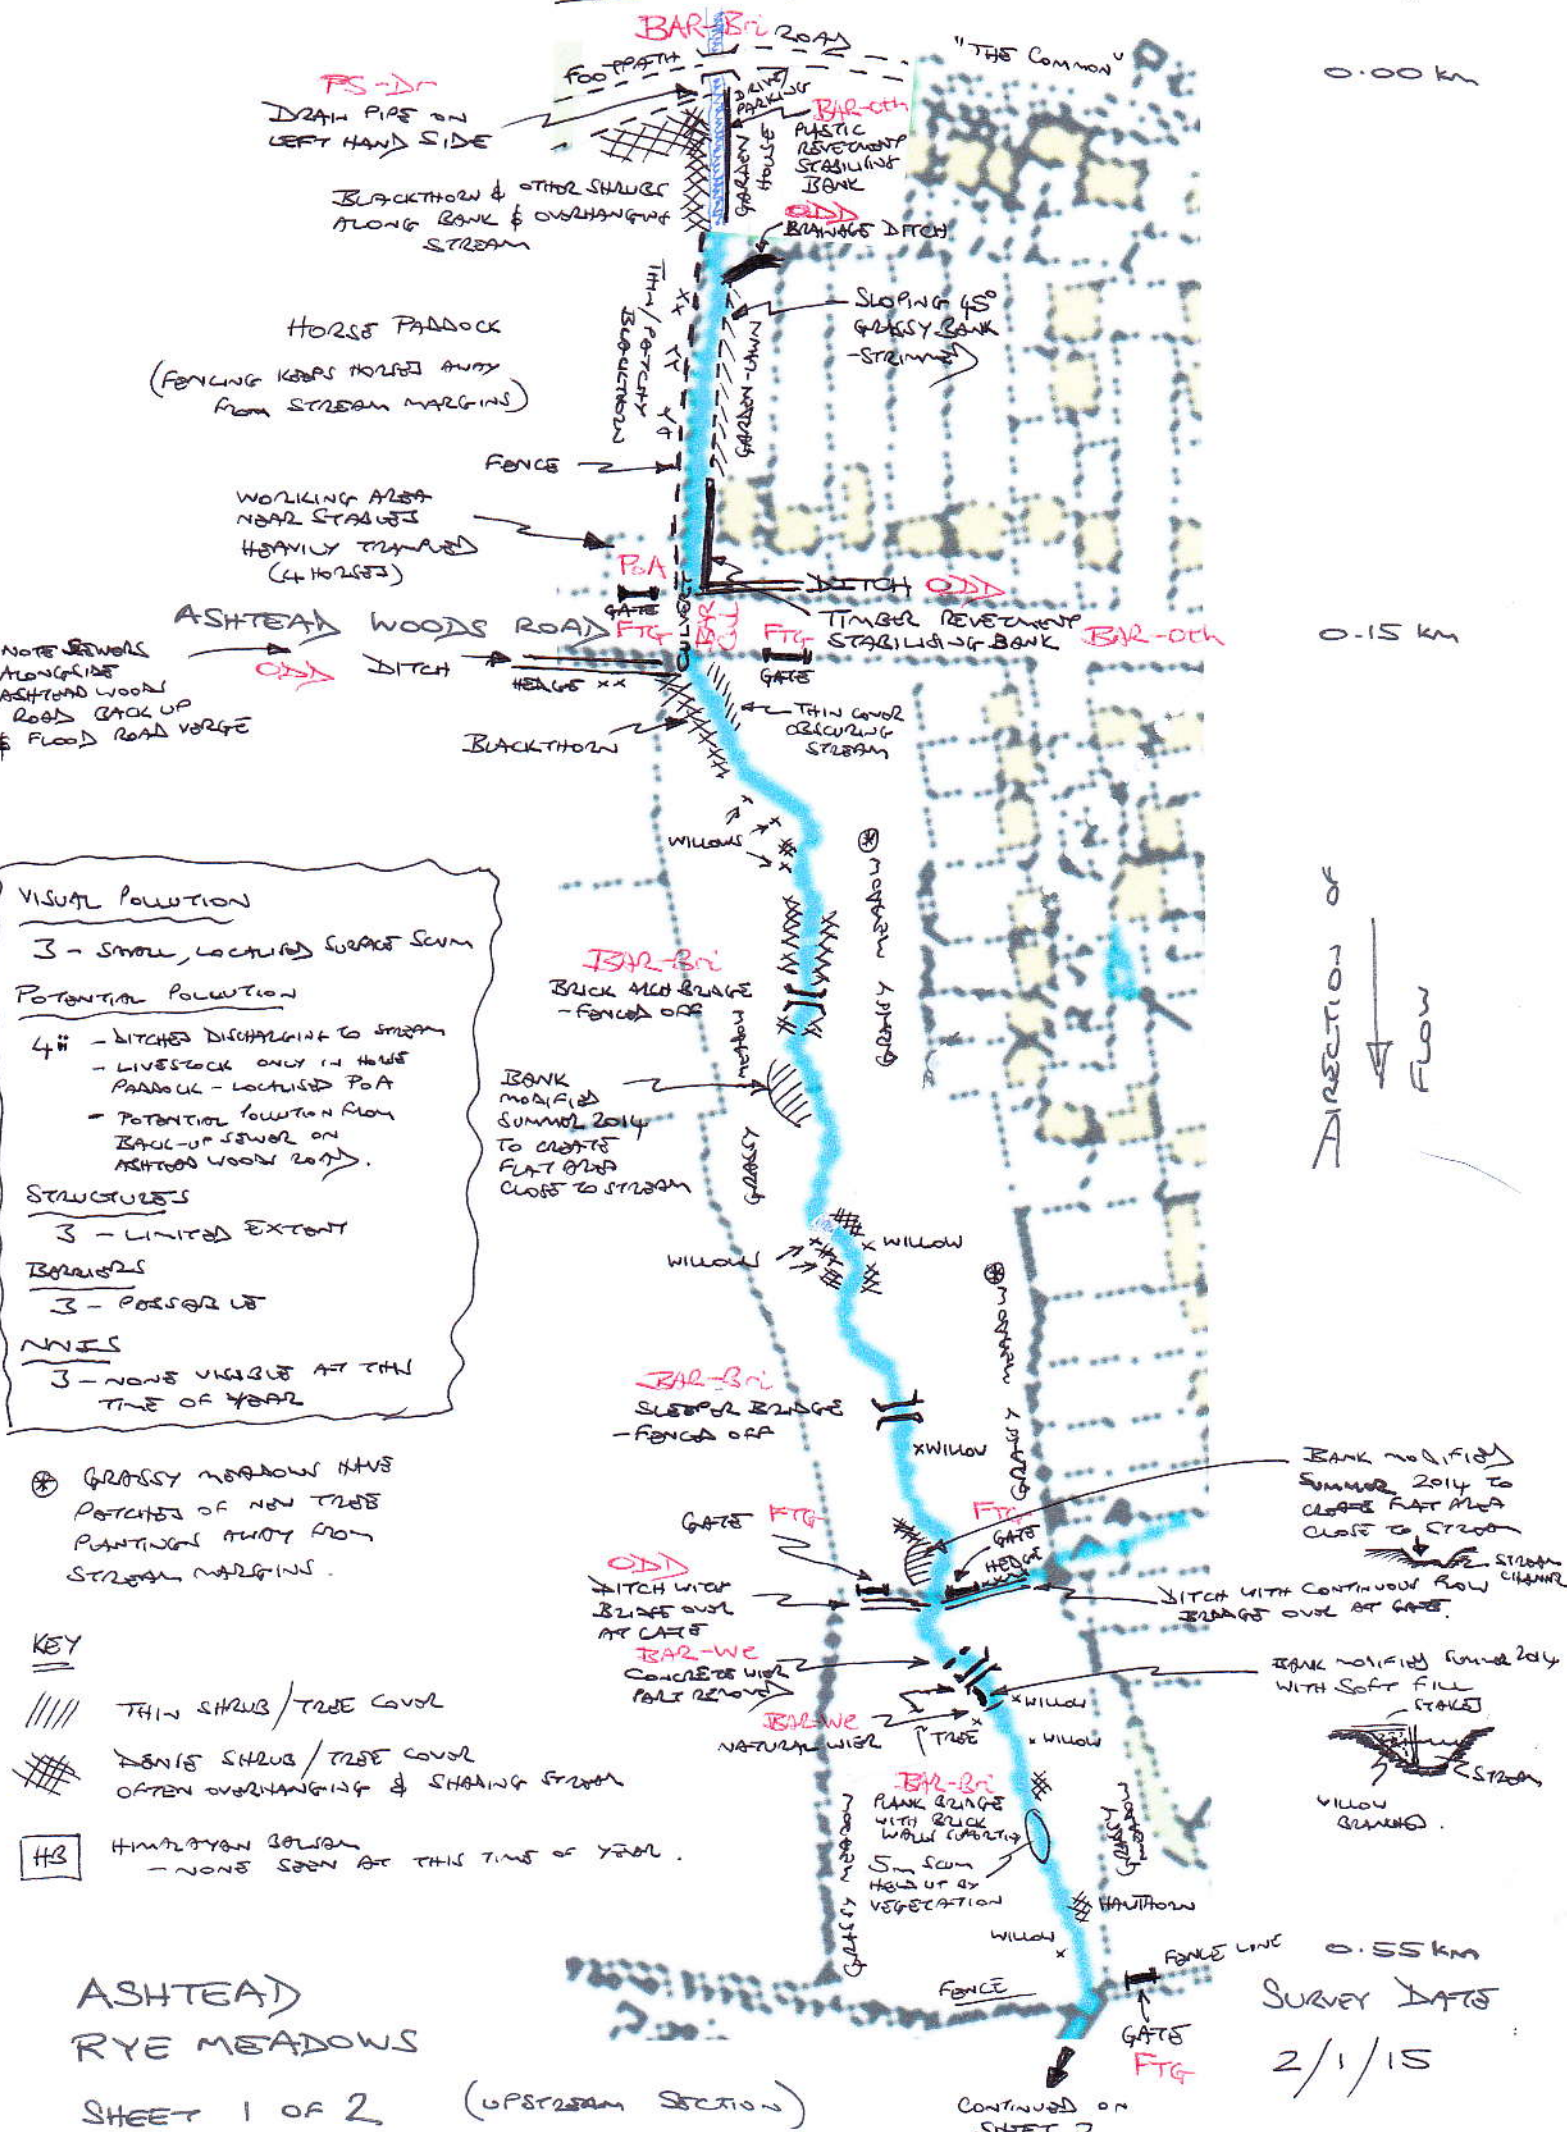 BAR-Bri ROAD
"THE COMMON"
0.00 km
FOOTPATH
PS-Dr
DRAIN PIPE ON
LEFT HAND SIDE
DRIVE/
PARKING
BAR-oth
PLASTIC
REVETMENT
STABILISING
BANK
GARDEN
HOUSE
BLACKTHORN & OTHER SHRUBS
ALONG BANK & OVERHANGING
STREAM
ODD
DRAINAGE DITCH
THIN/PATCHY
BLACKTHORN
SLOPING 45°
GRASSY BANK
-STRIMMED
GARDEN-LAWN
HORSE PADDOCK
(FENCING KEEPS HORSES AWAY
FROM STREAM MARGINS)
FENCE
WORKING AREA
NEAR STABLES
HEAVILY TRAMPLED
(4 HORSES)
PoA
GATE
FTG
CULVERT
BAR
CUL
DITCH ODD
TIMBER REVETMENT
STABILISING BANK BAR-oth
FTG
GATE
0.15 km
ASHTEAD WOODS ROAD
NOTE SEWERS
ALONGSIDE
ASHTEAD WOODS
ROAD BACK UP
& FLOOD ROAD VERGE
ODD DITCH
HEDGE xx
BLACKTHORN
THIN COVER
OBSCURING
STREAM
WILLOWS
GRASSY MEADOW
VISUAL POLLUTION
3 - SMALL, LOCALISED SURFACE SCUM
POTENTIAL POLLUTION
4ii - DITCHES DISCHARGING TO STREAM
- LIVESTOCK ONLY IN HORSE
PADDOCK - LOCALISED PoA
- POTENTIAL POLLUTION FROM
BACK-UP SEWER ON
ASHTEAD WOODS ROAD.
STRUCTURES
3 - LIMITED EXTENT
BARRIERS
3 - PASSABLE
NNIS
3 - NONE VISIBLE AT THIS
TIME OF YEAR
BAR-Bri
BRICK ARCH BRIDGE
- FENCED OFF
GRASSY MEADOW
BANK
MODIFIED
SUMMER 2014
TO CREATE
FLAT AREA
CLOSE TO STREAM
DIRECTION OF
FLOW
WILLOWS
x WILLOW
GRASSY MEADOW
BAR-Bri
SLEEPER BRIDGE
- FENCED OFF
xWILLOW
GRASSY MEADOWS HAVE
PATCHES OF NEW TREE
PLANTINGS AWAY FROM
STREAM MARGINS.
GATE FTG
FTG
GATE
HEDGE
BANK MODIFIED
SUMMER 2014 TO
CREATE FLAT AREA
CLOSE TO STREAM
STREAM
CHANNEL
ODD
DITCH WITH
BRIDGE OVER
AT GATE
DITCH WITH CONTINUOUS FLOW
BRIDGE OVER AT GATE.
BAR-We
CONCRETE WIER
PART REMOVED
BANK MODIFIED SUMMER 2014
WITH SOFT FILL
STAKES
STREAM
WILLOW
BRANCHES.
BAR-We
NATURAL WIER
TREE
x WILLOW
x WILLOW
KEY
THIN SHRUB/TREE COVER
DENSE SHRUB/TREE COVER
OFTEN OVERHANGING & SHADING STREAM
HB HIMALAYAN BALSAM
- NONE SEEN AT THIS TIME OF YEAR.
BAR-Bri
PLANK BRIDGE
WITH BRICK
WALL SUPORTING
5m SCUM
HELD UP BY
VEGETATION
GRASSY MEADOW
GRASSY MEADOW
HAWTHORN
WILLOW
x
FENCE
FENCE LINE
0.55 km
GATE
FTG
SURVEY DATE
2/1/15
ASHTEAD
RYE MEADOWS
SHEET 1 OF 2 (UPSTREAM SECTION)
CONTINUED ON
SHEET 2